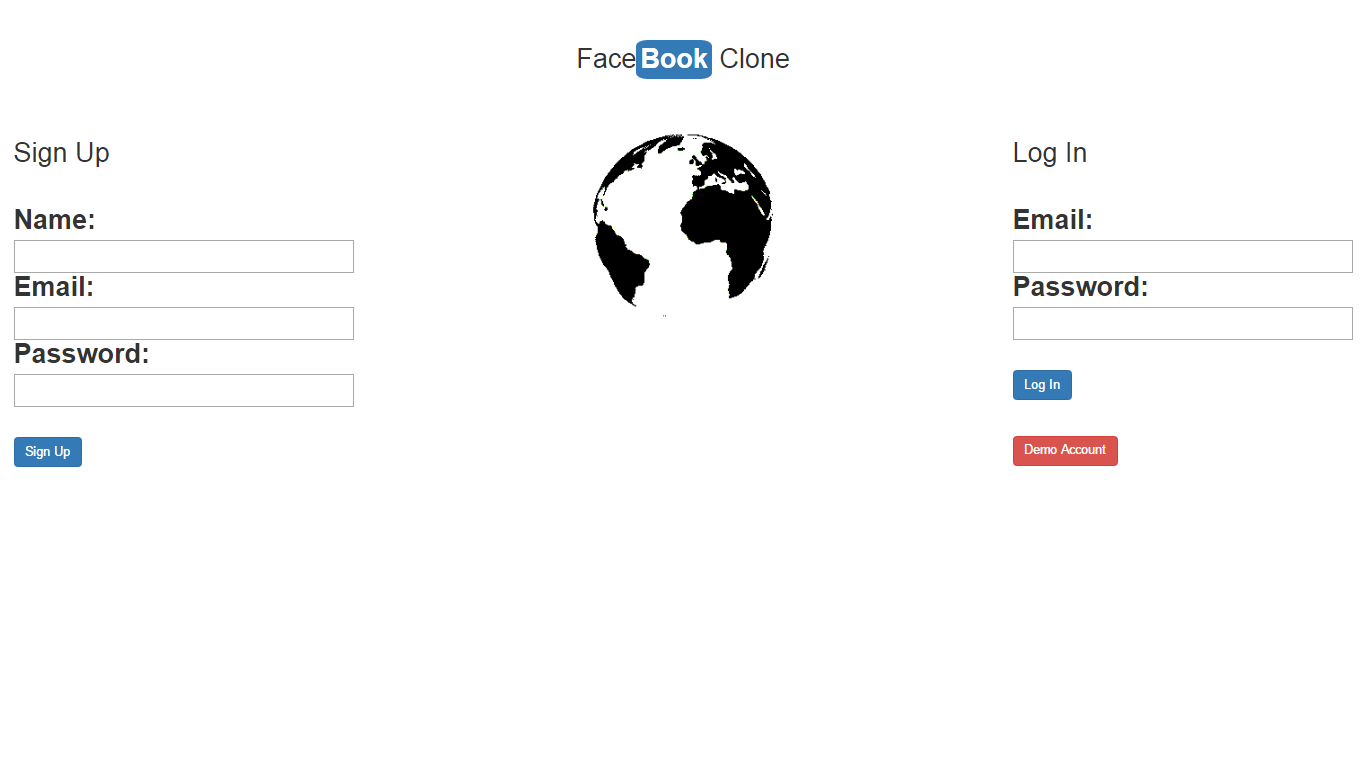 FaceBook Clone
Sign Up
Name:
Email:
Password:
Sign Up
Log In
Email:
Password:
Log In
Demo Account